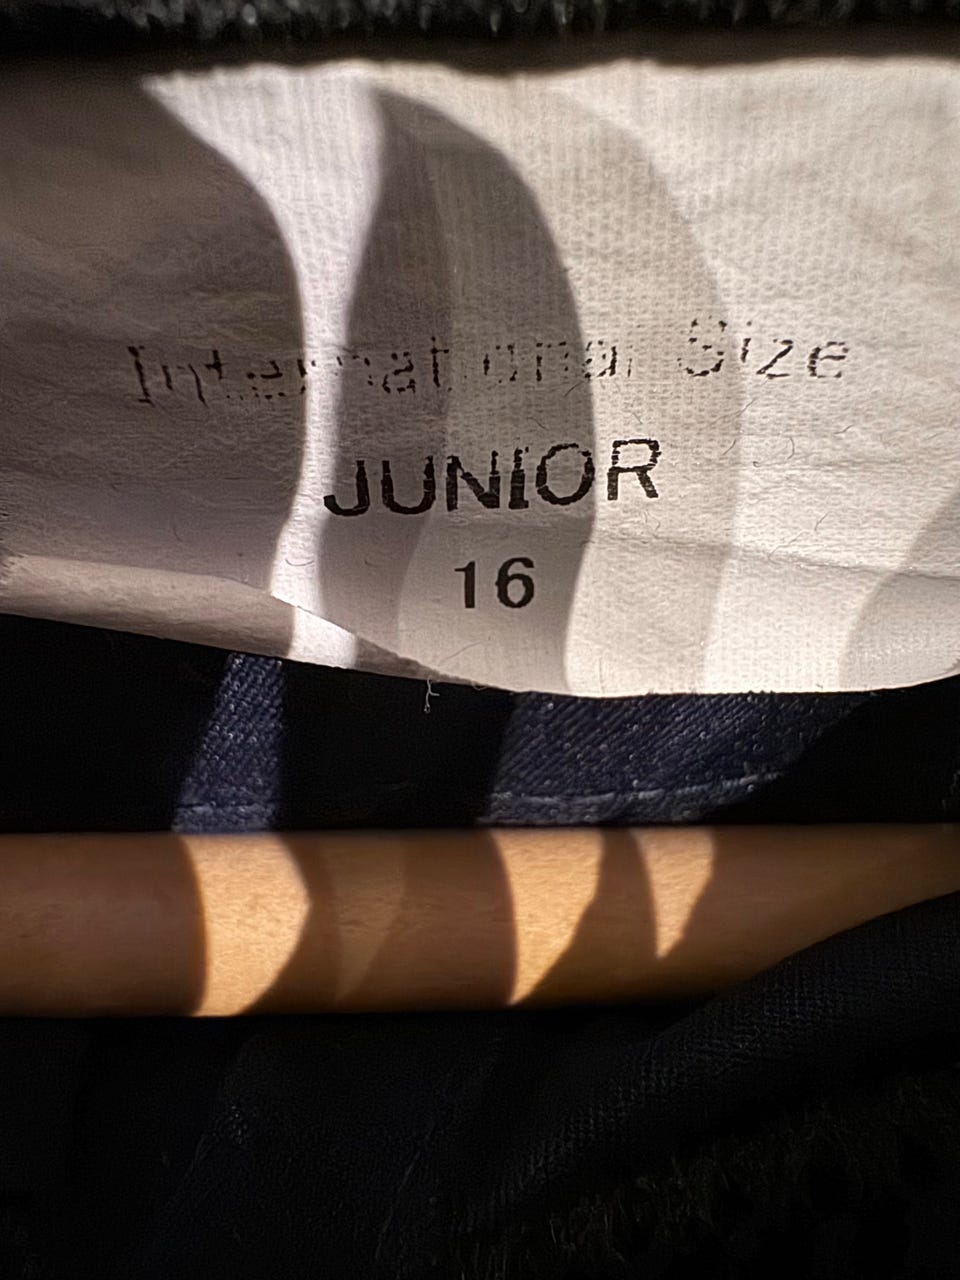 International Size
JUNIOR
16